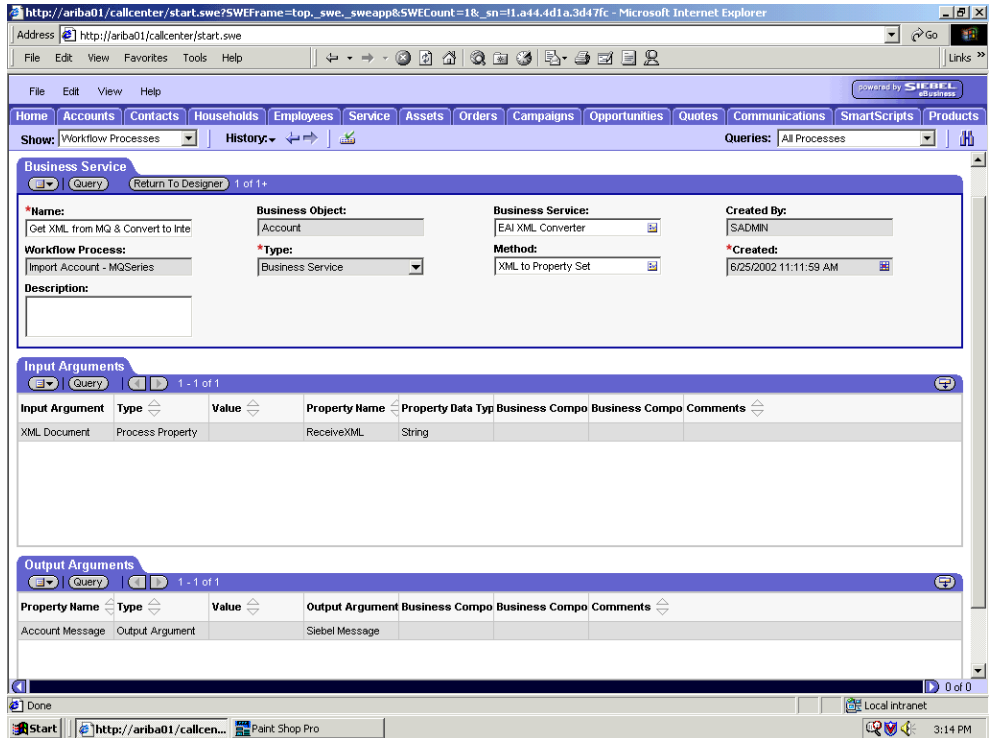 http://ariba01/callcenter/start.swe?SWEFrame=top._swe._sweapp&SWECount=1&_sn=!1.a44.4d1a.3d47fc - Microsoft Internet Explorer
Address http://ariba01/callcenter/start.swe Go
File Edit View Favorites Tools Help Links »
File Edit View Help powered by SIEBEL eBusiness
Home Accounts Contacts Households Employees Service Assets Orders Campaigns Opportunities Quotes Communications SmartScripts Products
Show: Workflow Processes History: Queries: All Processes
Business Service
Query Return To Designer 1 of 1+
*Name: Business Object: Business Service: Created By:
Get XML from MQ & Convert to Inte Account EAI XML Converter SADMIN
Workflow Process: *Type: Method: *Created:
Import Account - MQSeries Business Service XML to Property Set 6/25/2002 11:11:59 AM
Description:
Input Arguments
Query 1 - 1 of 1
Input Argument Type Value Property Name Property Data Typ Business Compo Business Compo Comments
XML Document Process Property ReceiveXML String
Output Arguments
Query 1 - 1 of 1
Property Name Type Value Output Argument Business Compo Business Compo Comments
Account Message Output Argument Siebel Message
0 of 0
Done Local intranet
Start http://ariba01/callcen... Paint Shop Pro 3:14 PM